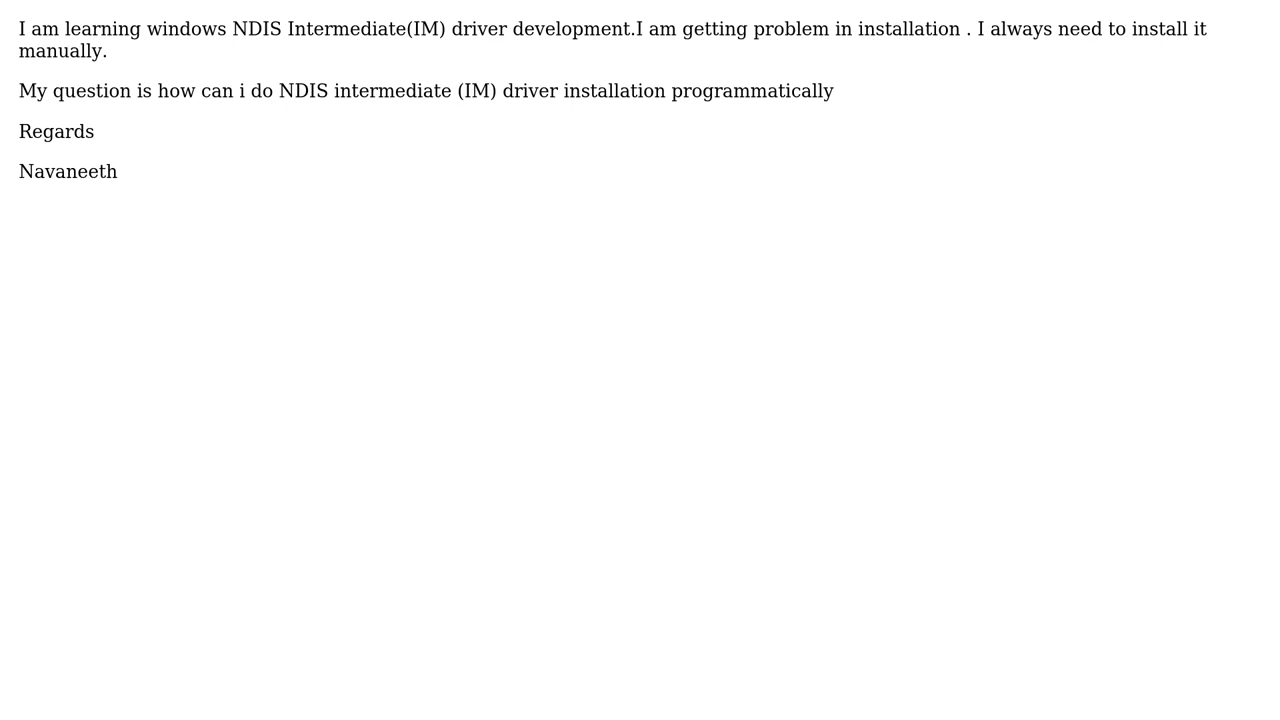 I am learning windows NDIS Intermediate(IM) driver development.I am getting problem in installation . I always need to install it
manually.
My question is how can i do NDIS intermediate (IM) driver installation programmatically
Regards
Navaneeth